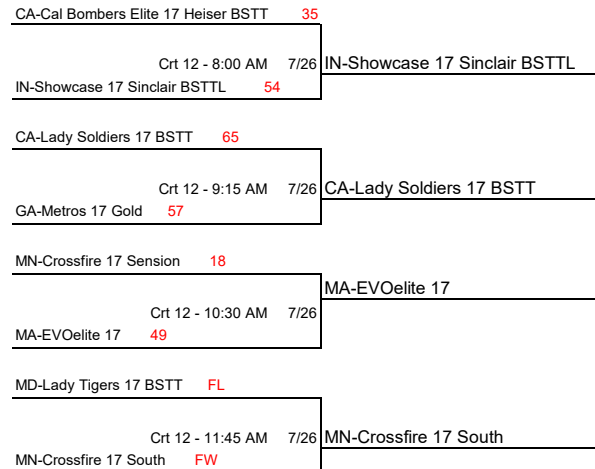 CA-Cal Bombers Elite 17 Heiser BSTT 35
Crt 12 - 8:00 AM 7/26 IN-Showcase 17 Sinclair BSTTL
IN-Showcase 17 Sinclair BSTTL 54
CA-Lady Soldiers 17 BSTT 65
Crt 12 - 9:15 AM 7/26 CA-Lady Soldiers 17 BSTT
GA-Metros 17 Gold 57
MN-Crossfire 17 Sension 18
MA-EVOelite 17
Crt 12 - 10:30 AM 7/26
MA-EVOelite 17 49
MD-Lady Tigers 17 BSTT FL
Crt 12 - 11:45 AM 7/26 MN-Crossfire 17 South
MN-Crossfire 17 South FW